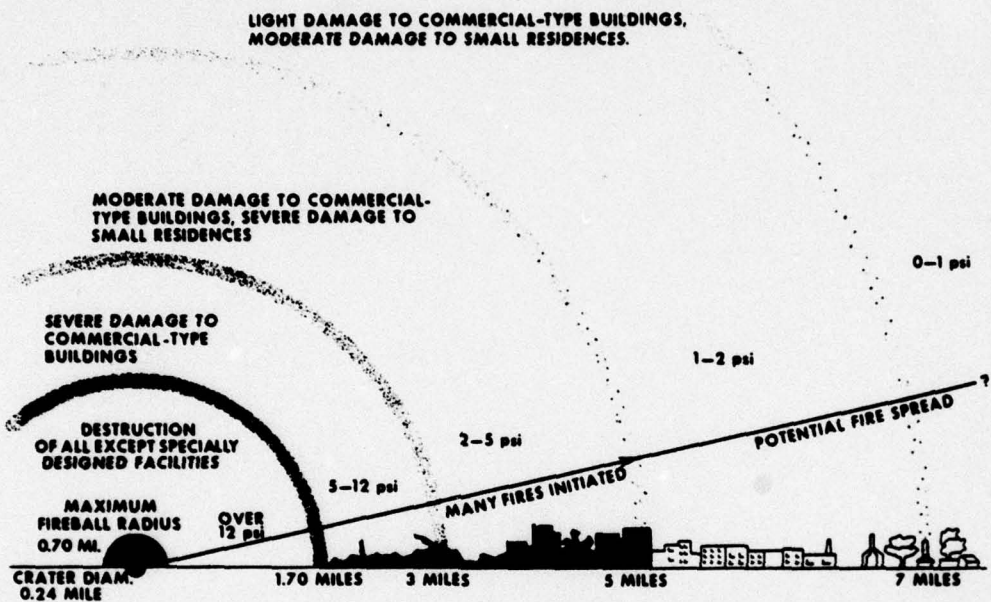 LIGHT DAMAGE TO COMMERCIAL-TYPE BUILDINGS,
MODERATE DAMAGE TO SMALL RESIDENCES.
MODERATE DAMAGE TO COMMERCIAL-
TYPE BUILDINGS, SEVERE DAMAGE TO
SMALL RESIDENCES
0–1 psi
SEVERE DAMAGE TO
COMMERCIAL-TYPE
BUILDINGS
1–2 psi
?
DESTRUCTION
OF ALL EXCEPT SPECIALLY
DESIGNED FACILITIES
2–5 psi
POTENTIAL FIRE SPREAD
5–12 psi
MANY FIRES INITIATED
MAXIMUM
FIREBALL RADIUS
0.70 MI.
OVER
12 psi
CRATER DIAM.
0.24 MILE
1.70 MILES
3 MILES
5 MILES
7 MILES